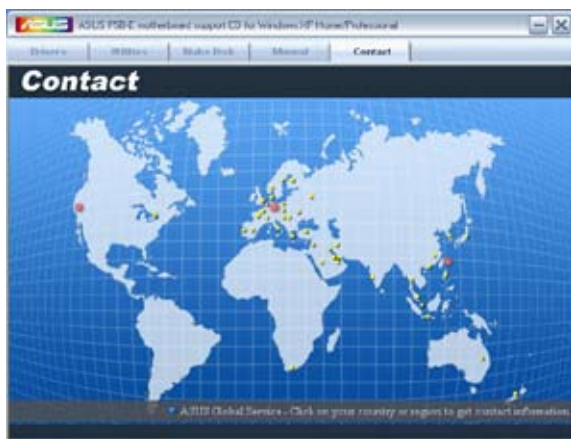 ASUS ASUS P5B-E motherboard support CD for Windows XP Home/Professional
Drivers Utilities Make Disk Manual Contact
Contact
ASUS Global Service - Click on your country or region to get contact information